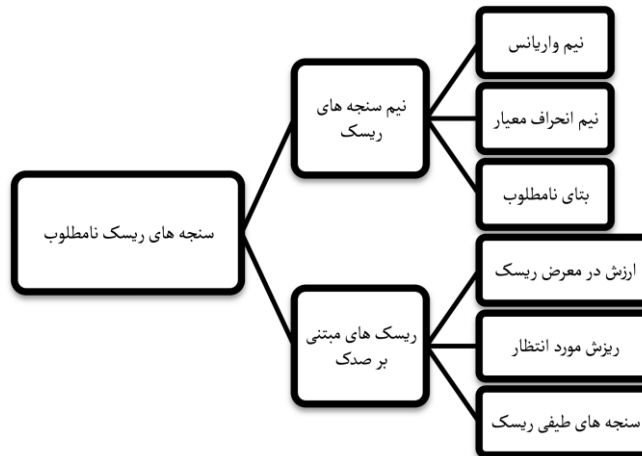 سنجه های ریسک نامطلوب
نیم سنجه های
ریسک
نیم واریانس
نیم انحراف معیار
بتای نامطلوب
ریسک های مبتنی
بر صدک
ارزش در معرض ریسک
ریزش مورد انتظار
سنجه های طیفی ریسک